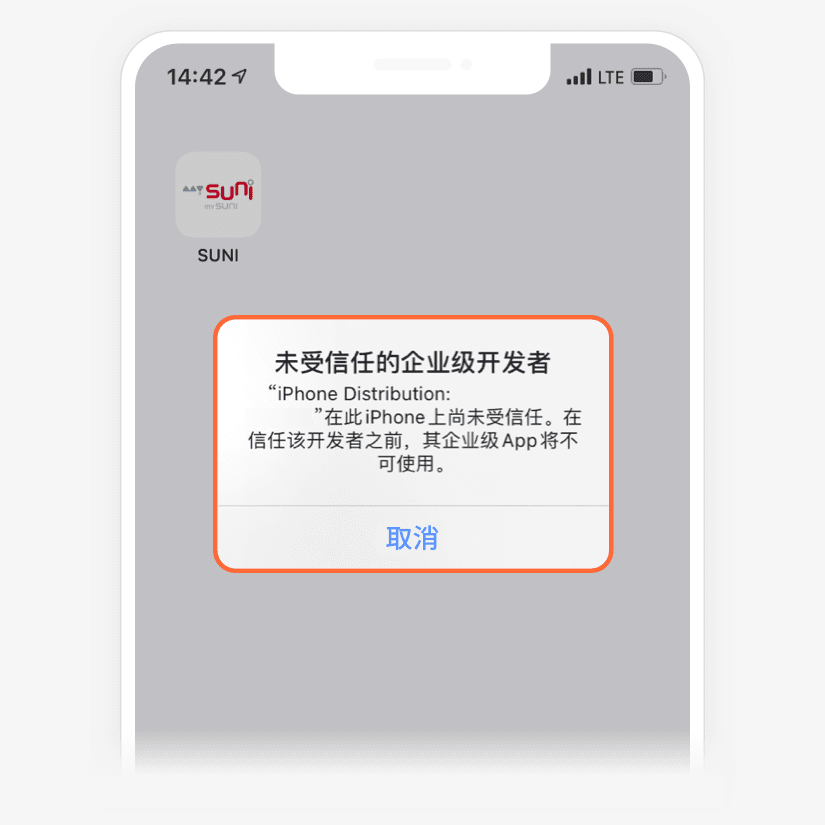 14:42
LTE
suni
mySUNI
SUNI
未受信任的企业级开发者
“iPhone Distribution:
”在此iPhone上尚未受信任。在
信任该开发者之前，其企业级App将不
可使用。
取消